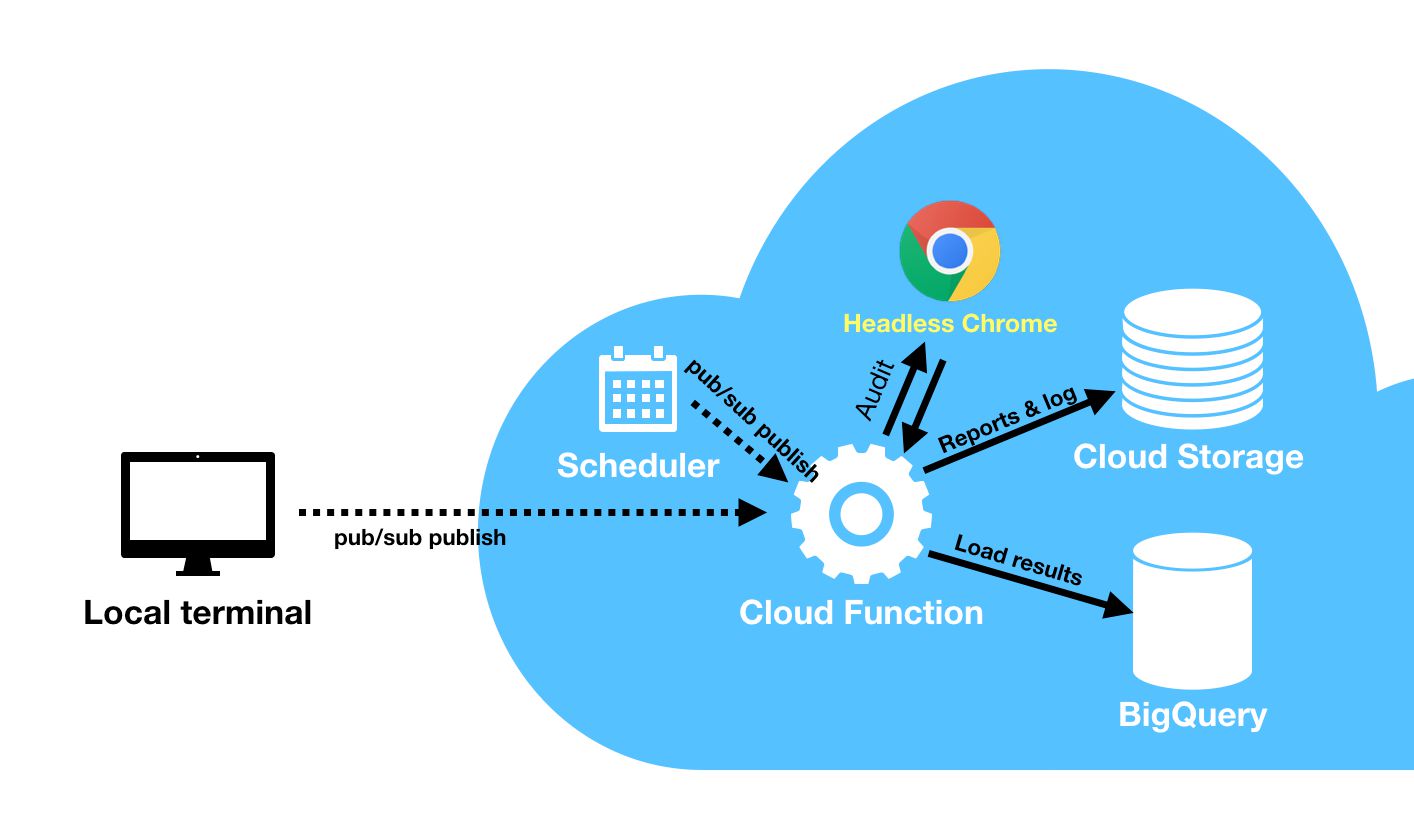 Headless Chrome
pub/sub publish
Audit
Reports & log
Scheduler
Cloud Storage
pub/sub publish
Load results
Local terminal
Cloud Function
BigQuery